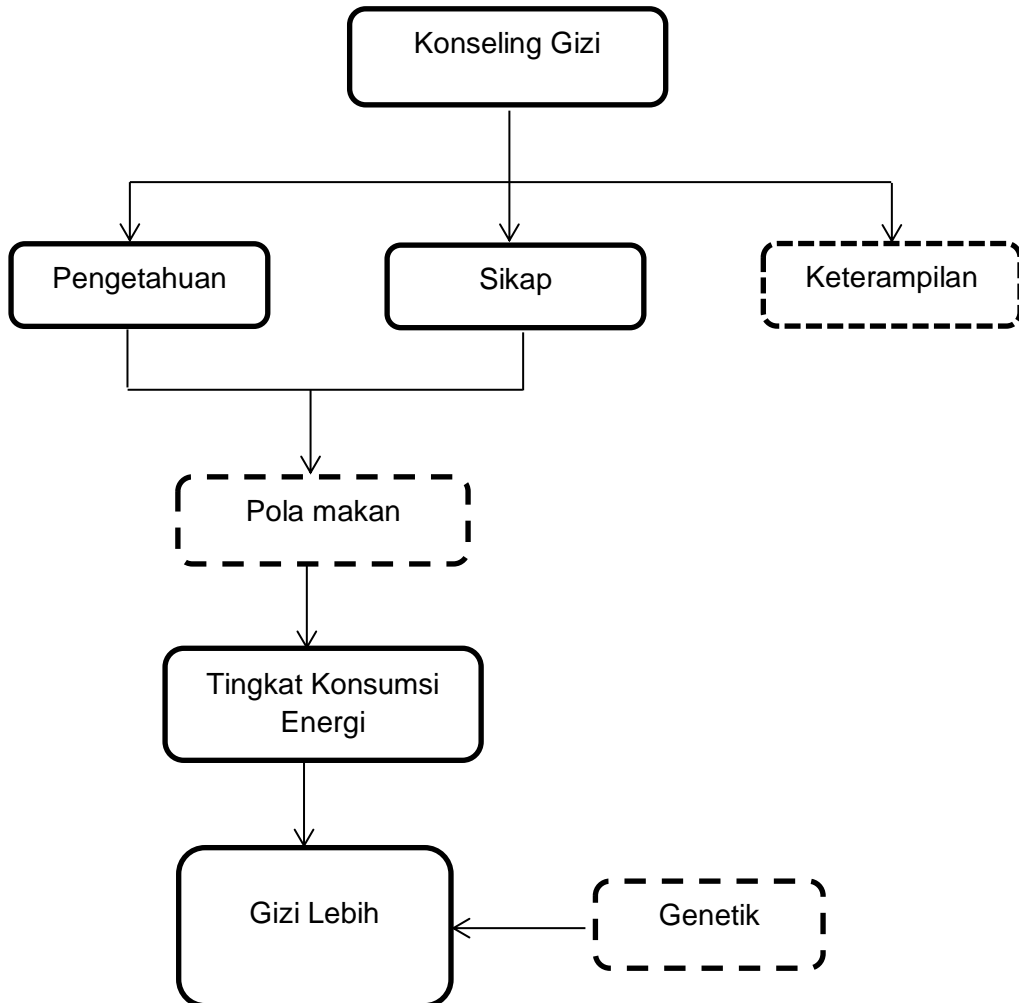 Konseling Gizi
Pengetahuan
Sikap
Keterampilan
Pola makan
Tingkat Konsumsi
Energi
Gizi Lebih
Genetik